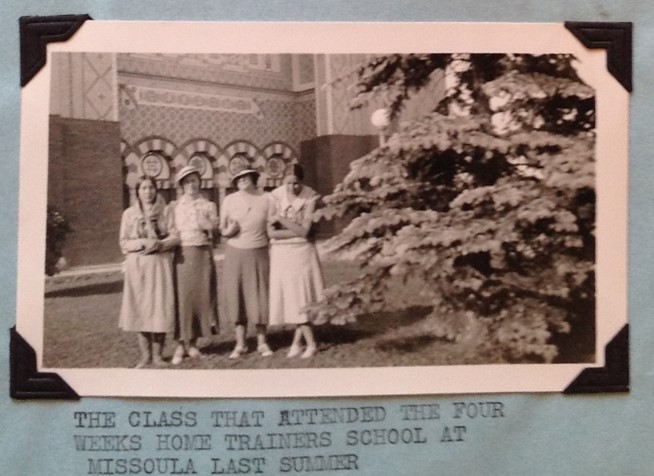 THE CLASS THAT ATTENDED THE FOUR
WEEKS HOME TRAINERS SCHOOL AT
MISSOULA LAST SUMMER